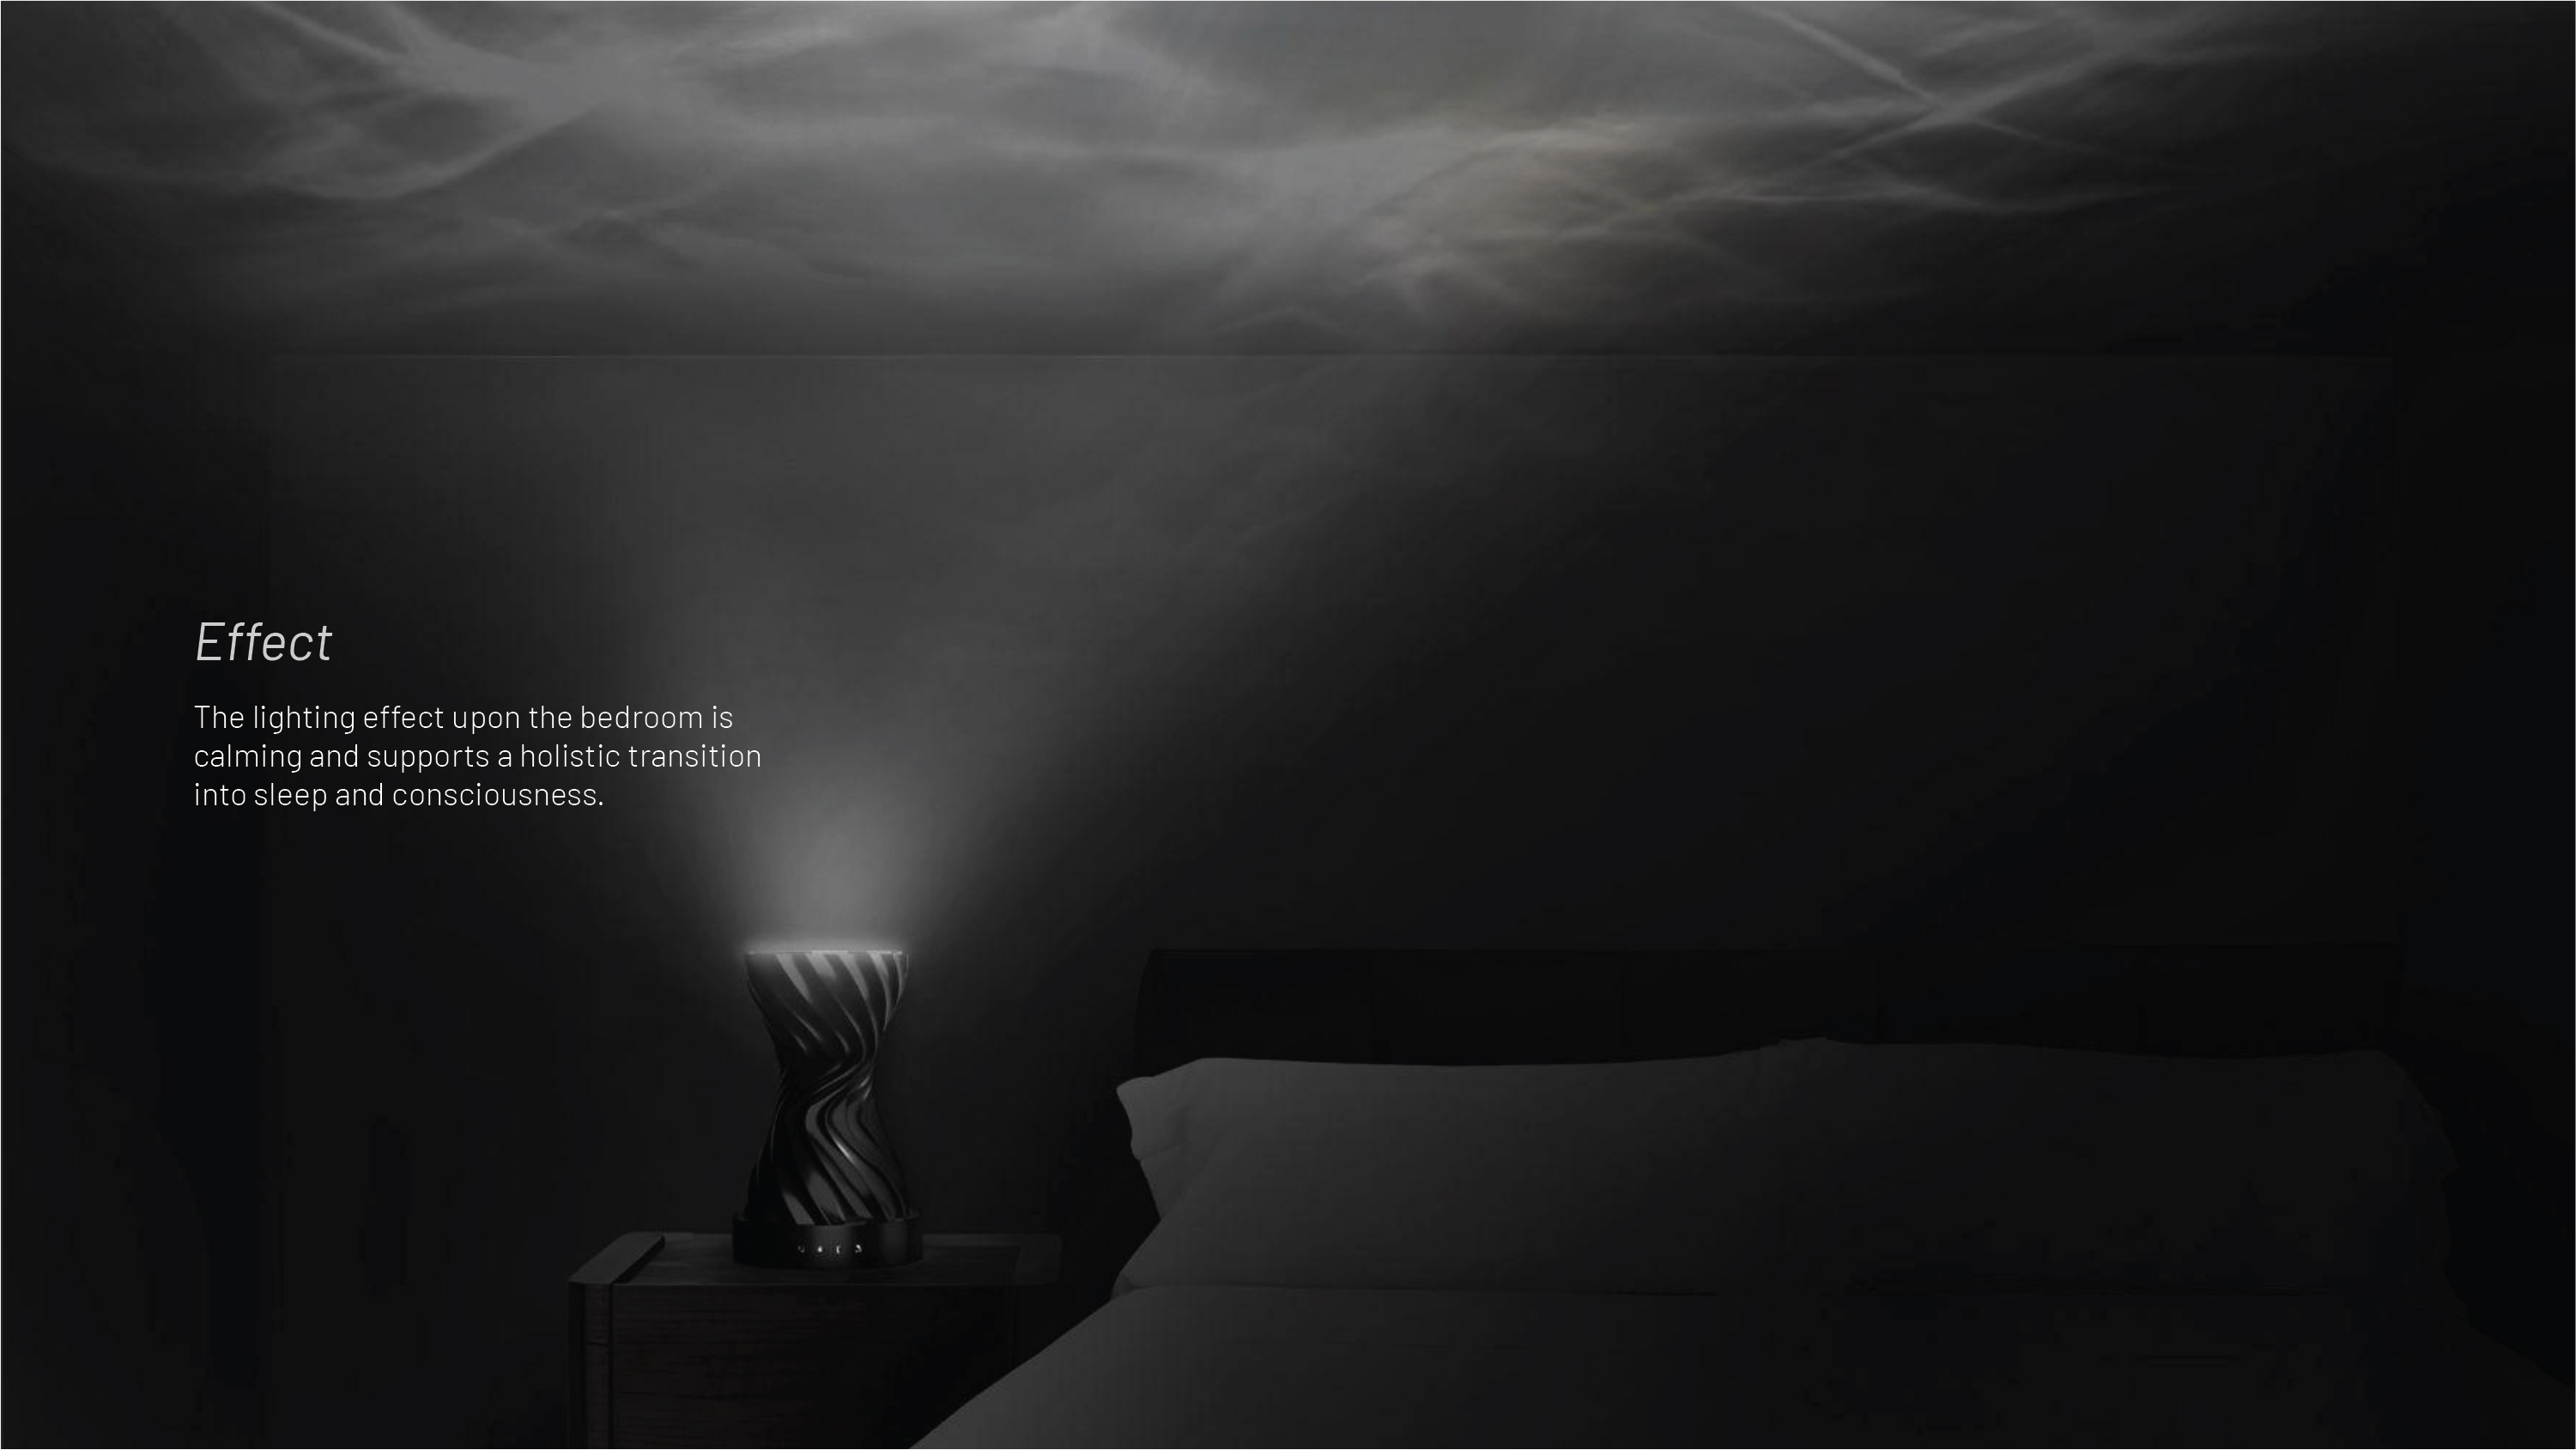 Effect
The lighting effect upon the bedroom is
calming and supports a holistic transition
into sleep and consciousness.